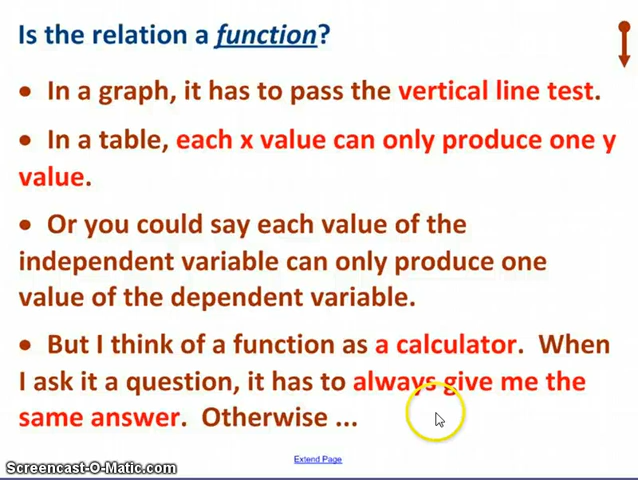 Is the relation a function?
• In a graph, it has to pass the vertical line test.
• In a table, each x value can only produce one y
value.
• Or you could say each value of the
independent variable can only produce one
value of the dependent variable.
• But I think of a function as a calculator. When
I ask it a question, it has to always give me the
same answer. Otherwise ...
Extend Page
Screencast-O-Matic.com